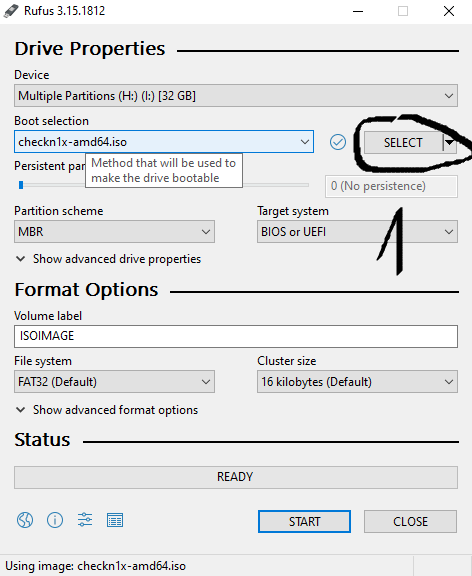 Rufus 3.15.1812
Drive Properties
Device
Multiple Partitions (H:) (I:) [32 GB]
Boot selection
checkn1x-amd64.iso
SELECT
Method that will be used to
make the drive bootable
Persistent par
0 (No persistence)
1
Partition scheme
Target system
MBR
BIOS or UEFI
Show advanced drive properties
Format Options
Volume label
ISOIMAGE
File system
Cluster size
FAT32 (Default)
16 kilobytes (Default)
Show advanced format options
Status
READY
START
CLOSE
Using image: checkn1x-amd64.iso